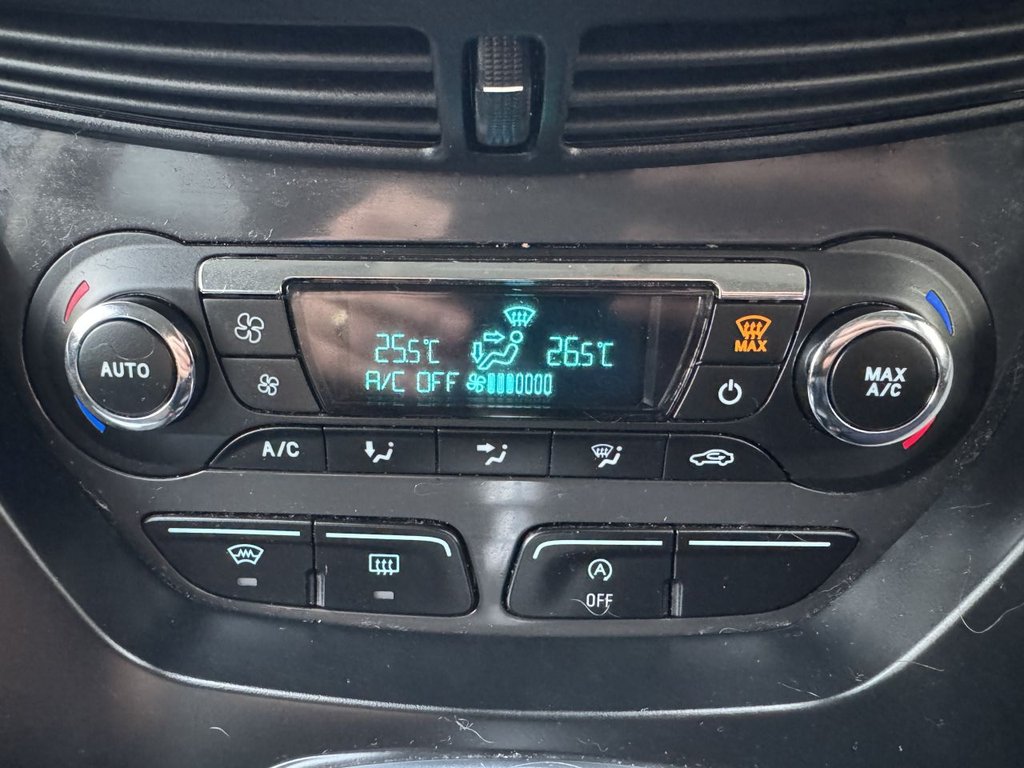 25.5°C 26.5°C
A/C OFF
AUTO
MAX
MAX
A/C
A/C
A
OFF